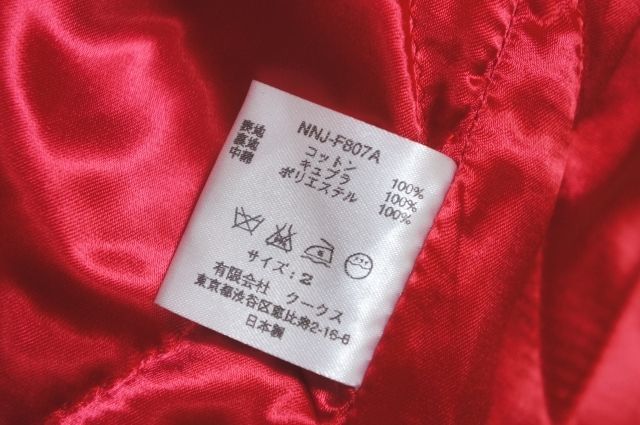 NNJ-F807A
表地 コットン 100%
裏地 キュプラ 100%
中綿 ポリエステル 100%
サイズ:2
有限会社 クークス
東京都渋谷区恵比寿2-16-6
日本製